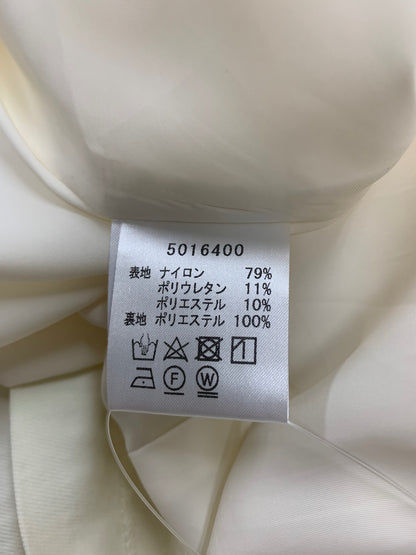 5016400
表地 ナイロン 79%
ポリウレタン 11%
ポリエステル 10%
裏地 ポリエステル 100%
F W